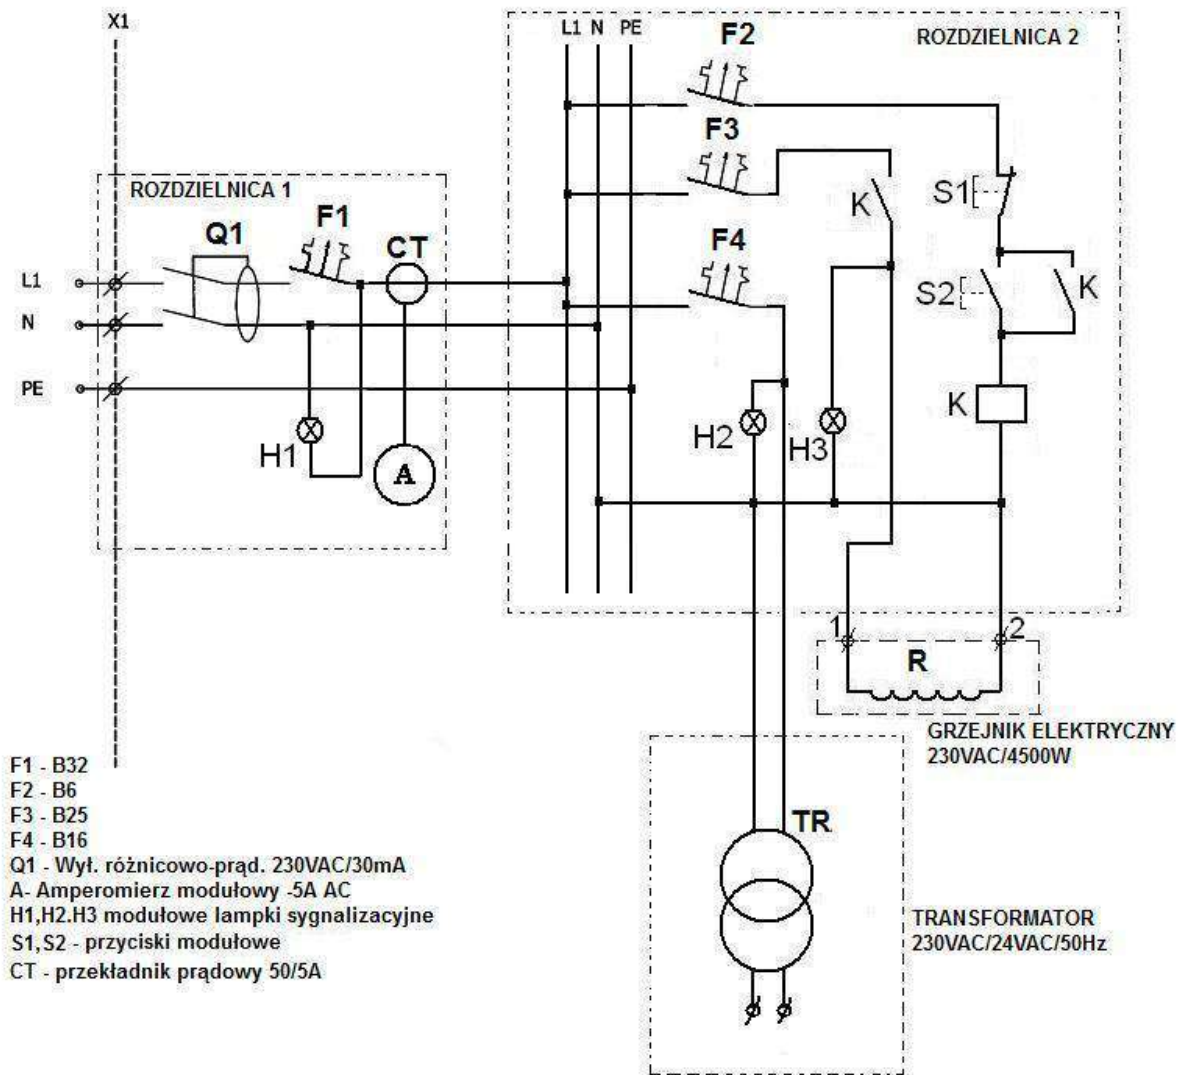 X1
L1 N PE
F2
ROZDZIELNICA 2
F3
ROZDZIELNICA 1
S1
K
F1
Q1
CT
F4
L1
S2
K
N
PE
K
H2
H3
H1
A
1
2
R
GRZEJNIK ELEKTRYCZNY
230VAC/4500W
F1 - B32
F2 - B6
F3 - B25
F4 - B16
Q1 - Wył. różnicowo-prąd. 230VAC/30mA
A- Amperomierz modułowy -5A AC
H1,H2.H3 modułowe lampki sygnalizacyjne
S1,S2 - przyciski modułowe
CT - przekładnik prądowy 50/5A
TR
TRANSFORMATOR
230VAC/24VAC/50Hz